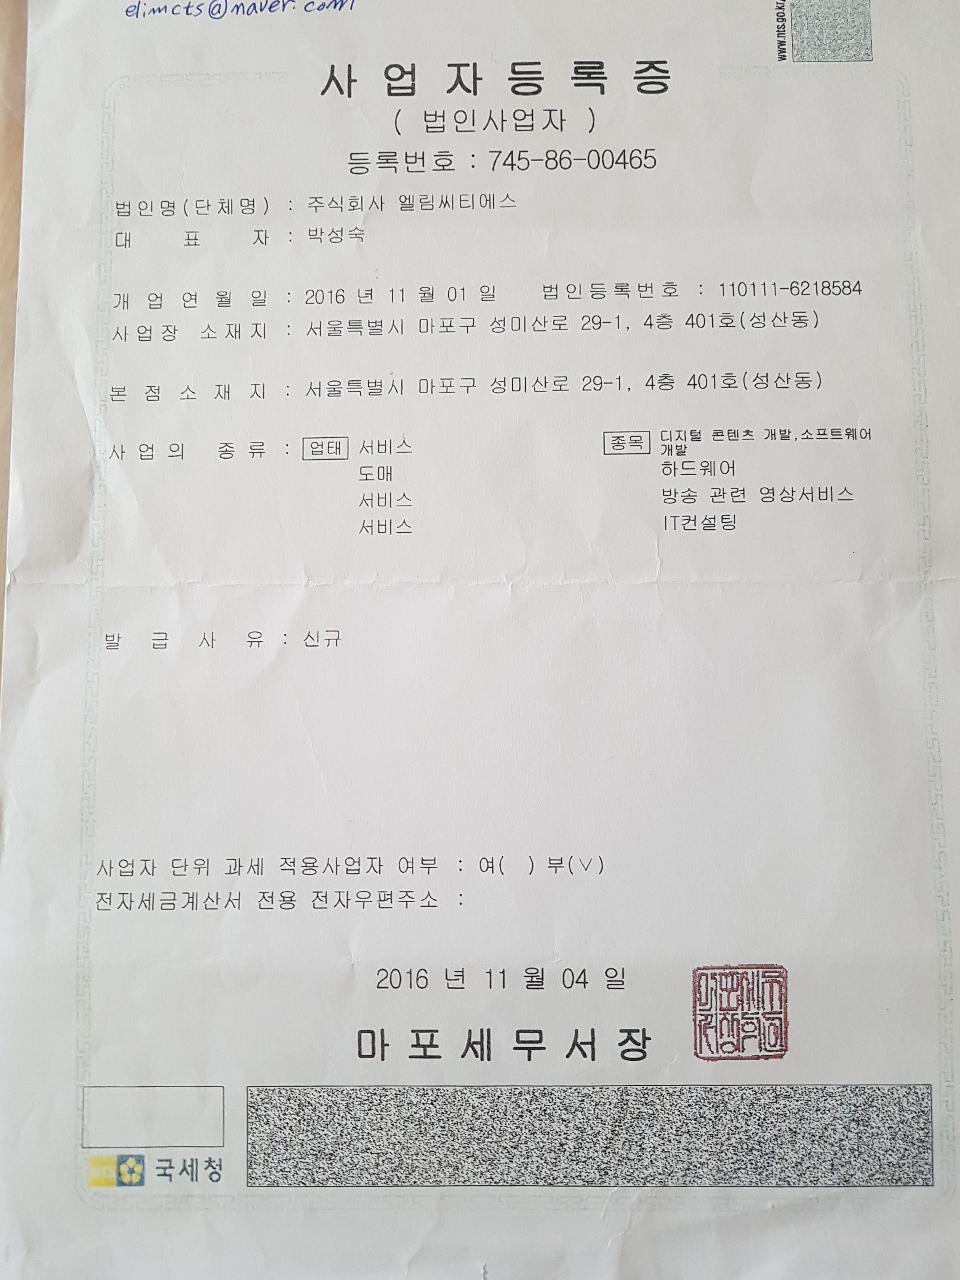 elimcts@naver.com
www.nts.go.kr
사업자등록증
( 법인사업자 )
등록번호 : 745-86-00465
법인명(단체명) : 주식회사 엘림씨티에스
대 표 자 : 박성숙
개 업 연 월 일 : 2016 년 11 월 01 일 법인등록번호 : 110111-6218584
사업장 소재지 : 서울특별시 마포구 성미산로 29-1, 4층 401호(성산동)
본 점 소 재 지 : 서울특별시 마포구 성미산로 29-1, 4층 401호(성산동)
사업의 종류 : 업태 서비스 종목 디지털 콘텐츠 개발,소프트웨어
개발
도매 하드웨어
서비스 방송 관련 영상서비스
서비스 IT컨설팅
발 급 사 유 : 신규
사업자 단위 과세 적용사업자 여부 : 여( ) 부(∨)
전자세금계산서 전용 전자우편주소 :
2016 년 11 월 04 일
마포세무서장
NTS 국세청